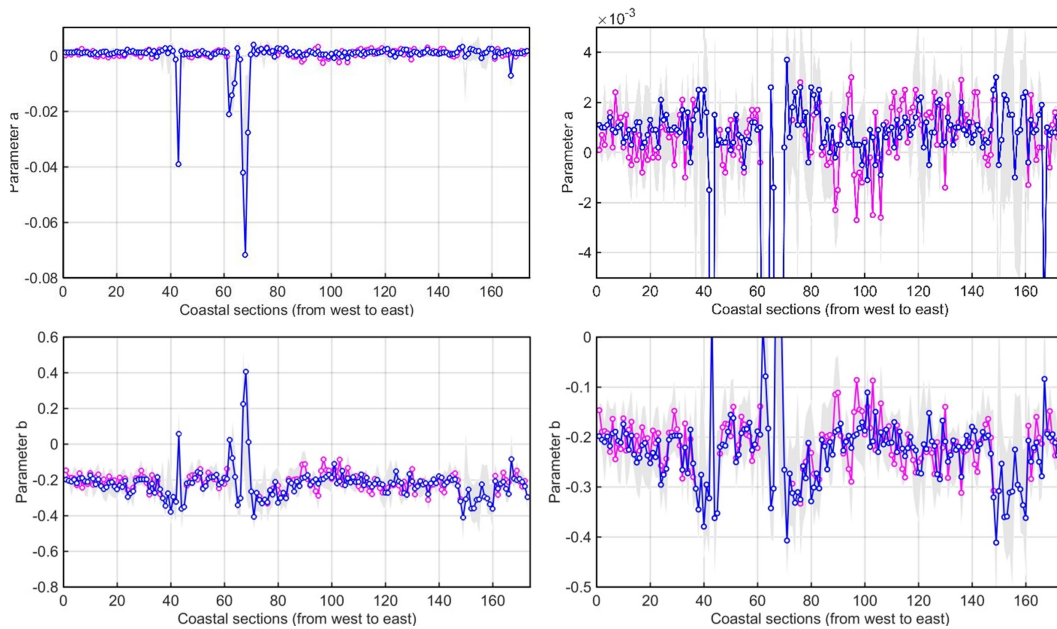 ×10⁻³
0
-0.02
-0.04
-0.06
-0.08
Parameter a
0 20 40 60 80 100 120 140 160
Coastal sections (from west to east)
4
2
0
-2
-4
Parameter a
0 20 40 60 80 100 120 140 160
Coastal sections (from west to east)
0.6
0.4
0.2
0
-0.2
-0.4
-0.6
-0.8
Parameter b
0 20 40 60 80 100 120 140 160
Coastal sections (from west to east)
0
-0.1
-0.2
-0.3
-0.4
-0.5
Parameter b
0 20 40 60 80 100 120 140 160
Coastal sections (from west to east)